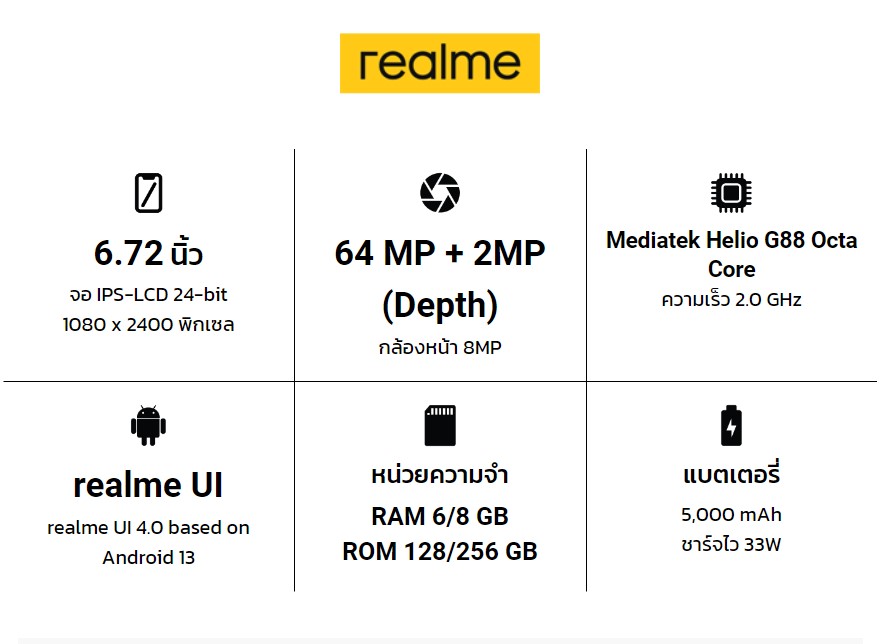 realme
6.72 นิ้ว
จอ IPS-LCD 24-bit
1080 x 2400 พิกเซล
64 MP + 2MP
(Depth)
กล้องหน้า 8MP
Mediatek Helio G88 Octa
Core
ความเร็ว 2.0 GHz
realme UI
realme UI 4.0 based on
Android 13
หน่วยความจำ
RAM 6/8 GB
ROM 128/256 GB
แบตเตอรี่
5,000 mAh
ชาร์จไว 33W